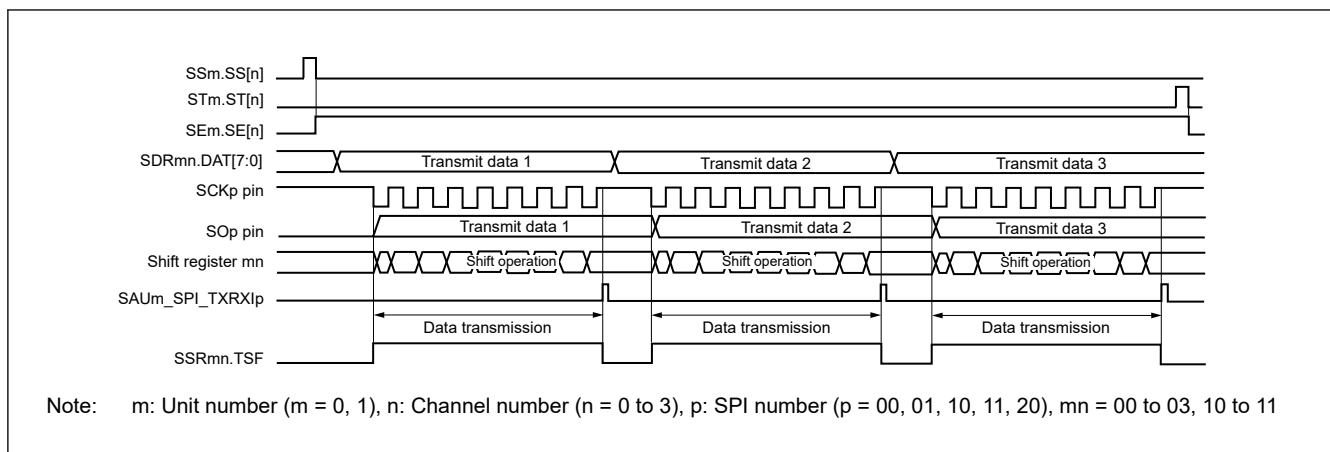 SSm.SS[n]
STm.ST[n]
SEm.SE[n]
SDRmn.DAT[7:0] Transmit data 1 Transmit data 2 Transmit data 3
SCKp pin
SOp pin Transmit data 1 Transmit data 2 Transmit data 3
Shift register mn Shift operation Shift operation Shift operation
SAUm_SPI_TXRXIp
Data transmission Data transmission Data transmission
SSRmn.TSF
Note: m: Unit number (m = 0, 1), n: Channel number (n = 0 to 3), p: SPI number (p = 00, 01, 10, 11, 20), mn = 00 to 03, 10 to 11